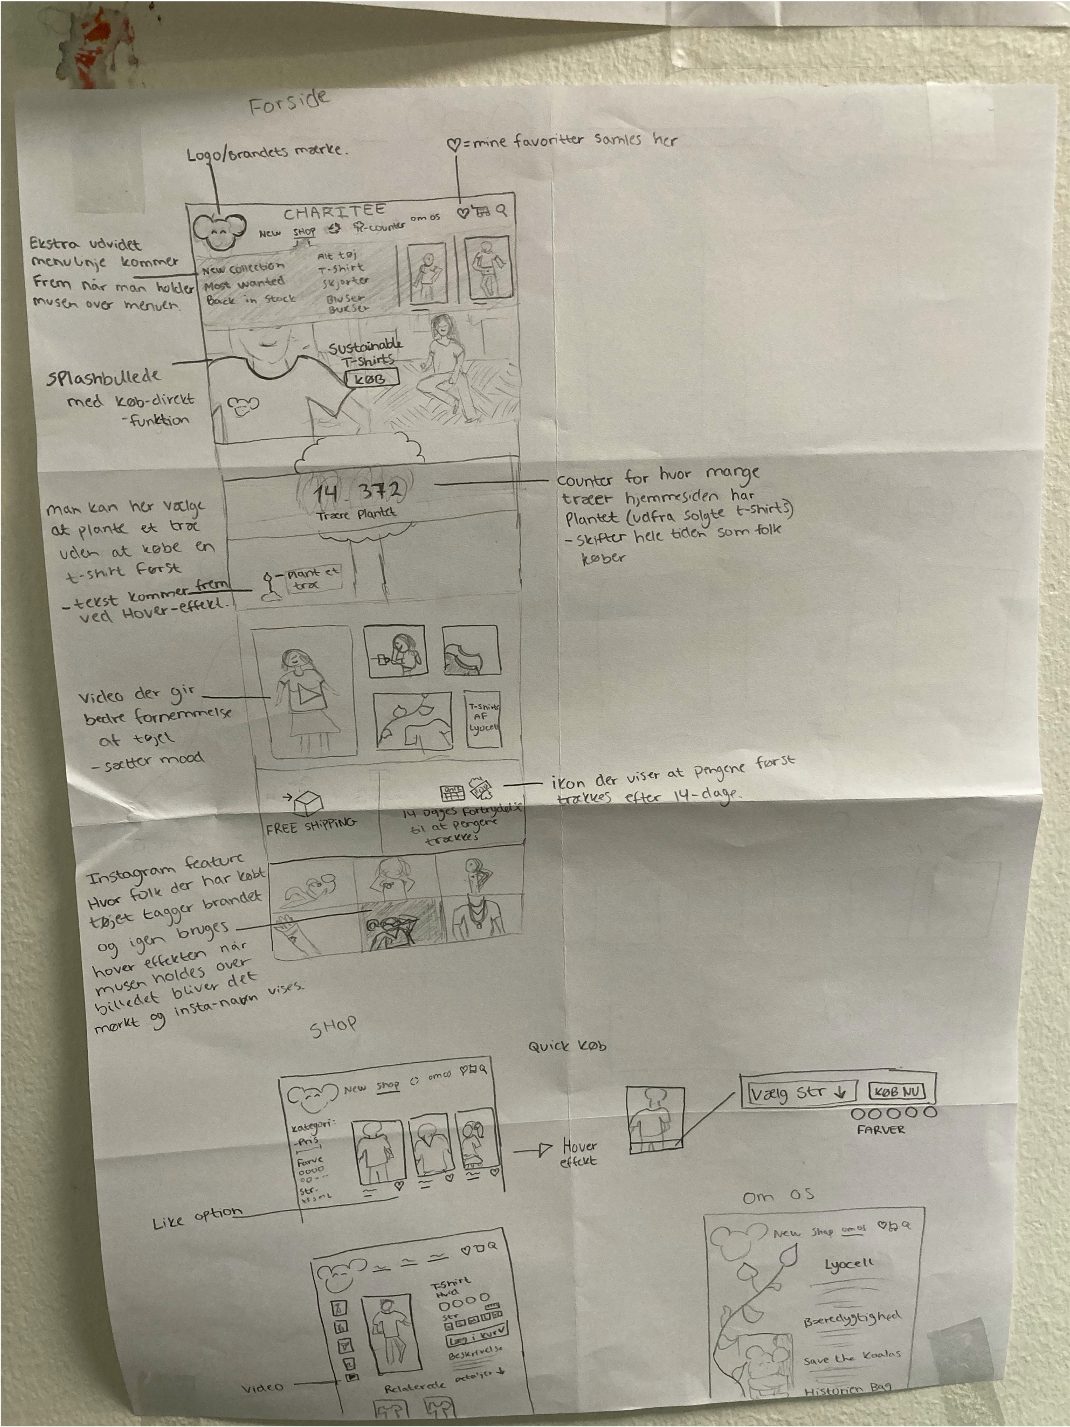 Forside
Logo/Brandets mærke.
♡=mine favoritter samles her
CHARITEE
New SHOP -counter om os
Ekstra udvidet
menulinje kommer
Frem når man holder
musen over menuen.
New Collection
Most wanted
Back in stock
Alt tøj
T-shirt
Skjorter
Bluser
Bukser
Splashbillede
med køb-direkt
-funktion
Sustainable
T-shirts
KØB
14.372
Træer Plantet
Counter for hvor mange
træer hjemmesiden har
Plantet (udfra solgte t-shirts)
- skifter hele tiden som folk
køber
man kan her vælge
at plante et træ
uden at købe en
t-shirt Først
- tekst kommer frem
ved Hover-effekt.
Plant et
træ
Video der gir
bedre fornemmelse
af tøjet
- sætter mood
T-Shirts
AF
Lyocell
FREE SHIPPING
14 Dages Fortrydelse
til at pengene
trækkes
ikon der viser at pengene først
trækkes efter 14-dage.
Instagram feature
Hvor folk der har købt
tøjet tagger brandet
og igen bruges
hover effekten når
musen holdes over
billedet bliver det
mørkt og insta-navn vises.
SHOP
New Shop om os
Kategori:
-Pris
Farve
Str.
Like option
Quick Køb
Hover
effekt
Vælg Str ↓
KØB NU
FARVER
T-Shirt
Hvid
Str
Læg i kurv
Beskrivelse
Detaljer ↓
Video
Relaterede
Om os
New Shop om os
Lyocell
Bæredygtighed
Save the Koalas
Historien Bag